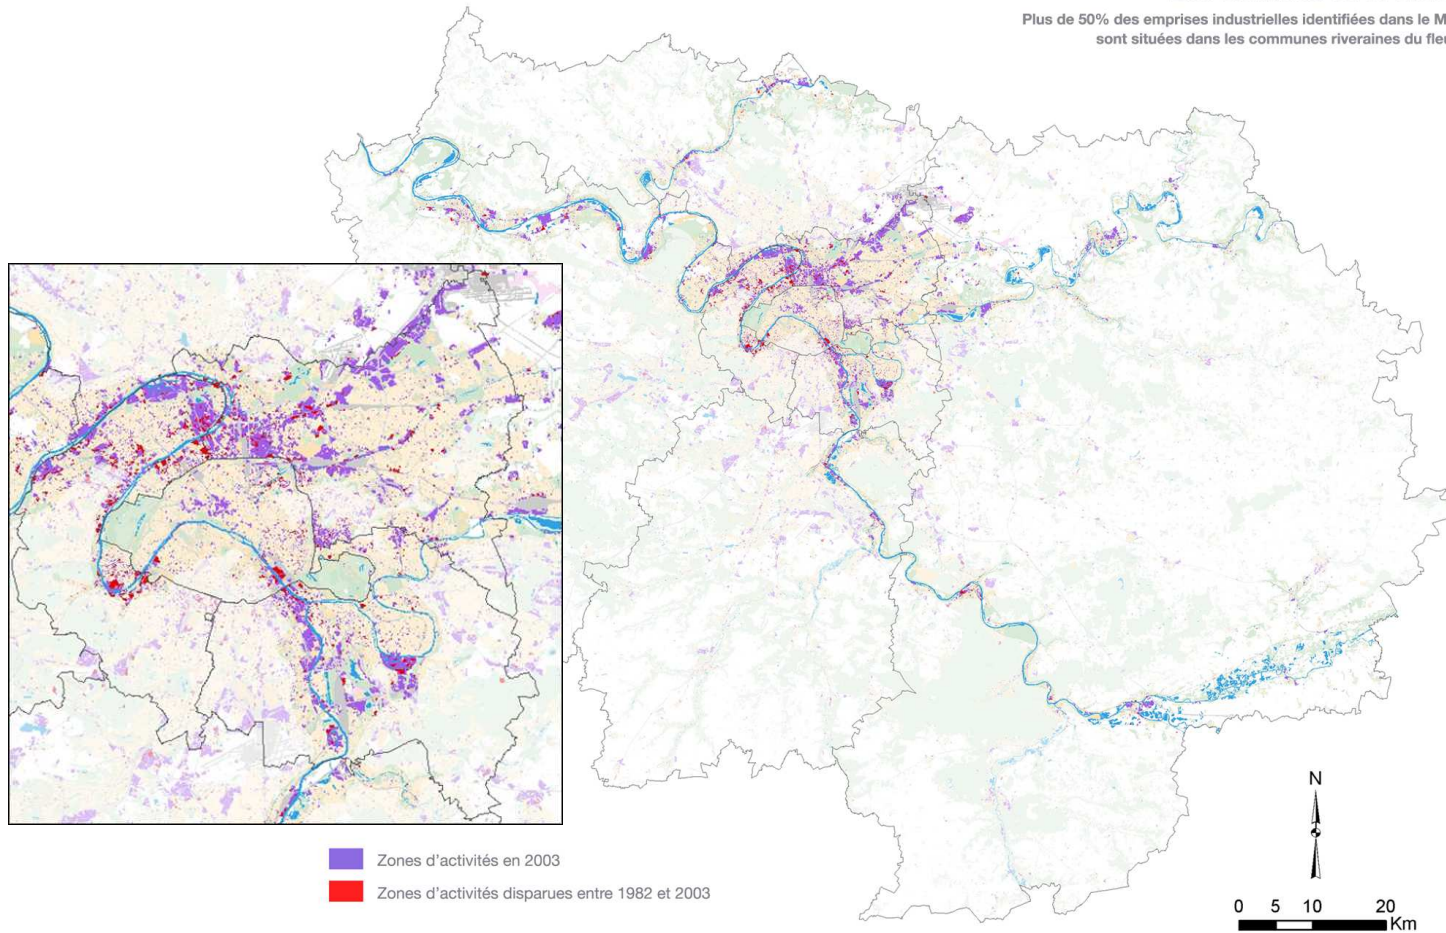 Plus de 50% des emprises industrielles identifiées dans le
sont situées dans les communes riveraines du
N
Zones d'activités en 2003
Zones d'activités disparues entre 1982 et 2003
0 5 10 20
Km